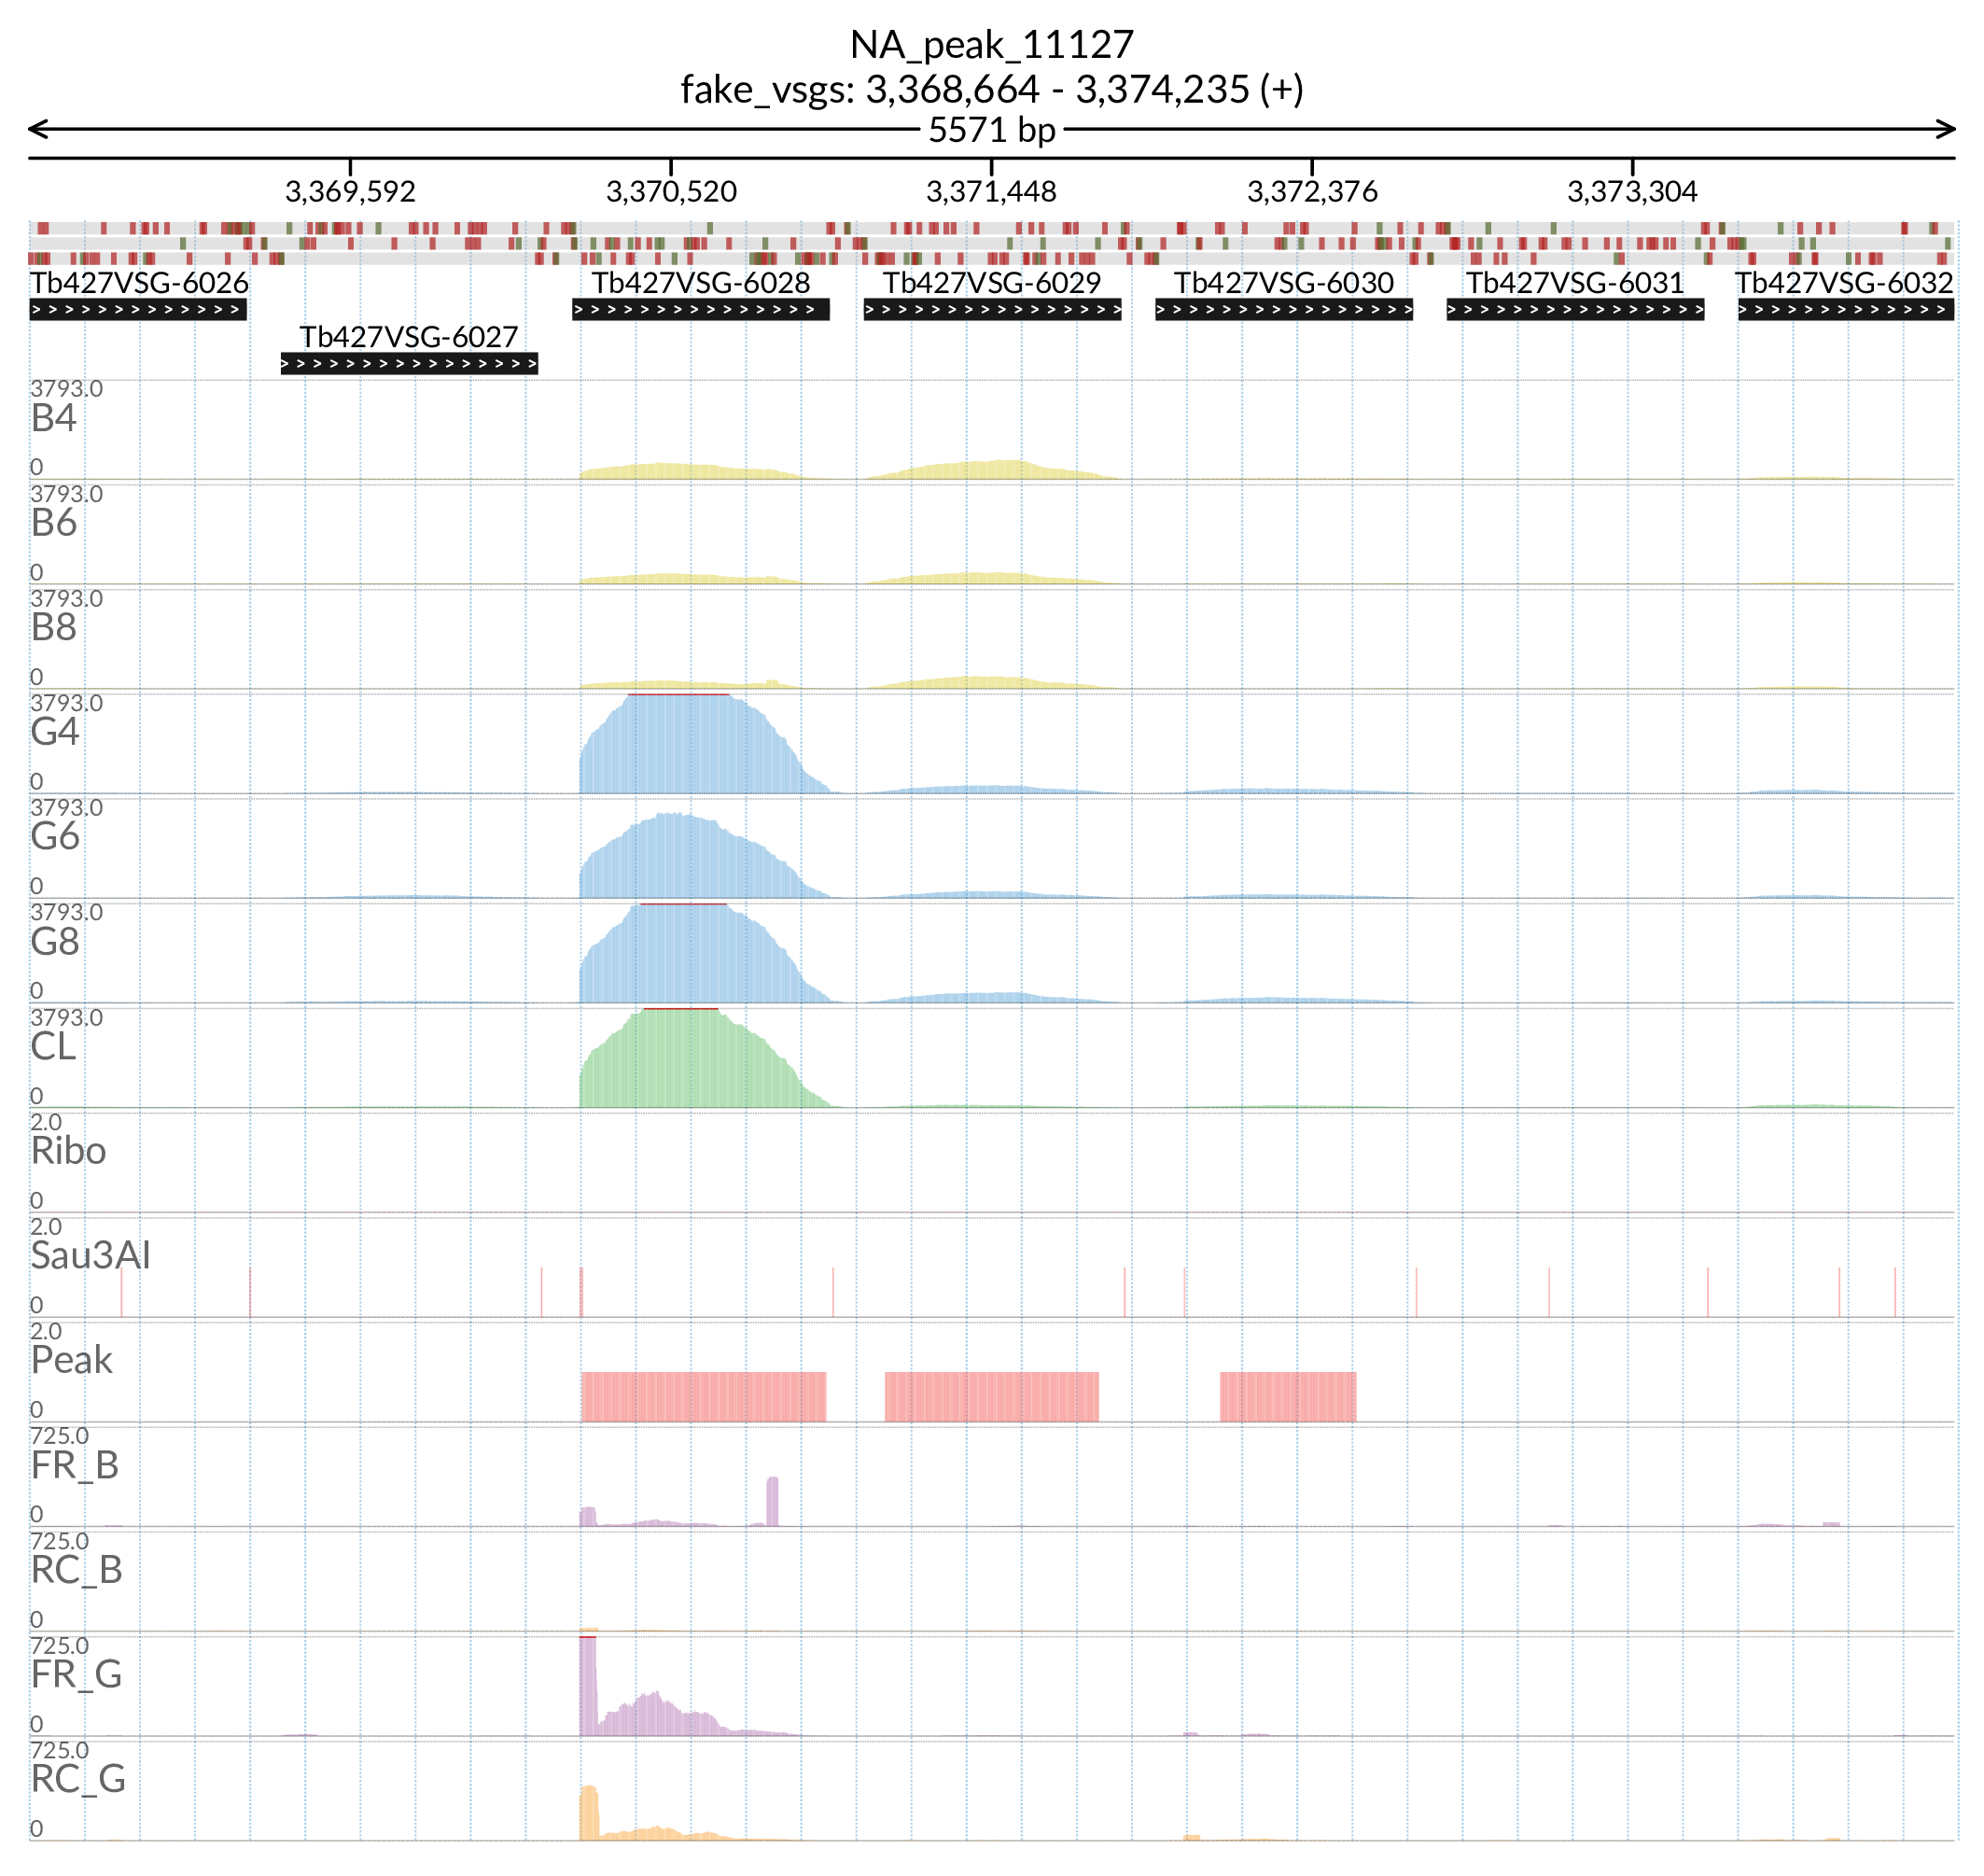 NA_peak_11127
fake_vsgs: 3,368,664 - 3,374,235 (+)
5571 bp
3,369,592 3,370,520 3,371,448 3,372,376 3,373,304
Tb427VSG-6026 Tb427VSG-6028 Tb427VSG-6029 Tb427VSG-6030 Tb427VSG-6031 Tb427VSG-6032
Tb427VSG-6027
3793.0
B4
0
3793.0
B6
0
3793.0
B8
0
3793.0
G4
0
3793.0
G6
0
3793.0
G8
0
3793.0
CL
0
2.0
Ribo
0
2.0
Sau3AI
0
2.0
Peak
0
725.0
FR_B
0
725.0
RC_B
0
725.0
FR_G
0
725.0
RC_G
0